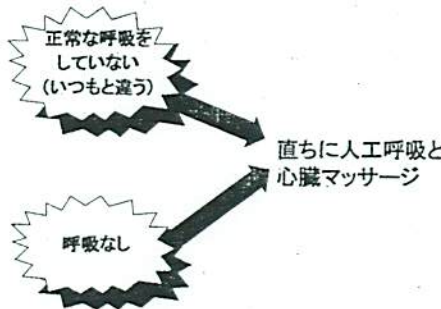 正常な呼吸を
していない
(いつもと違う)
直ちに人工呼吸と
心臓マッサージ
呼吸なし